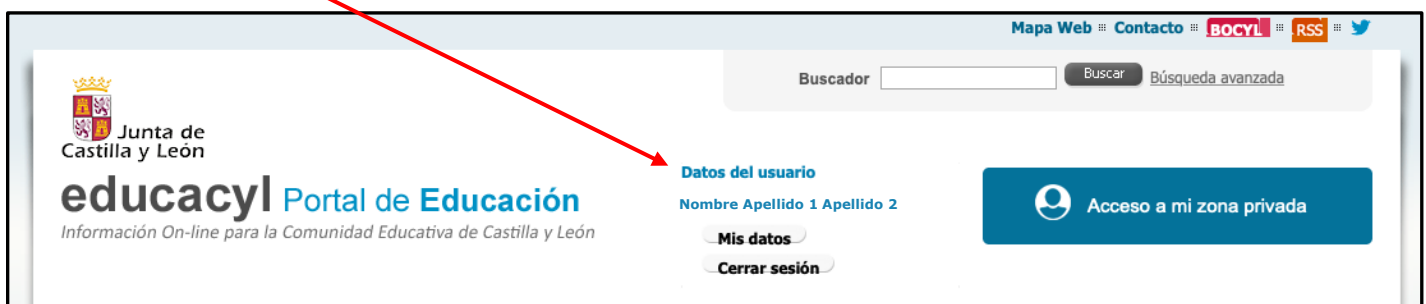 Mapa Web Contacto BOCYL RSS
Buscador Buscar Búsqueda avanzada
Junta de
Castilla y León
educacyl Portal de Educación
Información On-line para la Comunidad Educativa de Castilla y León
Datos del usuario
Nombre Apellido 1 Apellido 2
Mis datos
Cerrar sesión
Acceso a mi zona privada